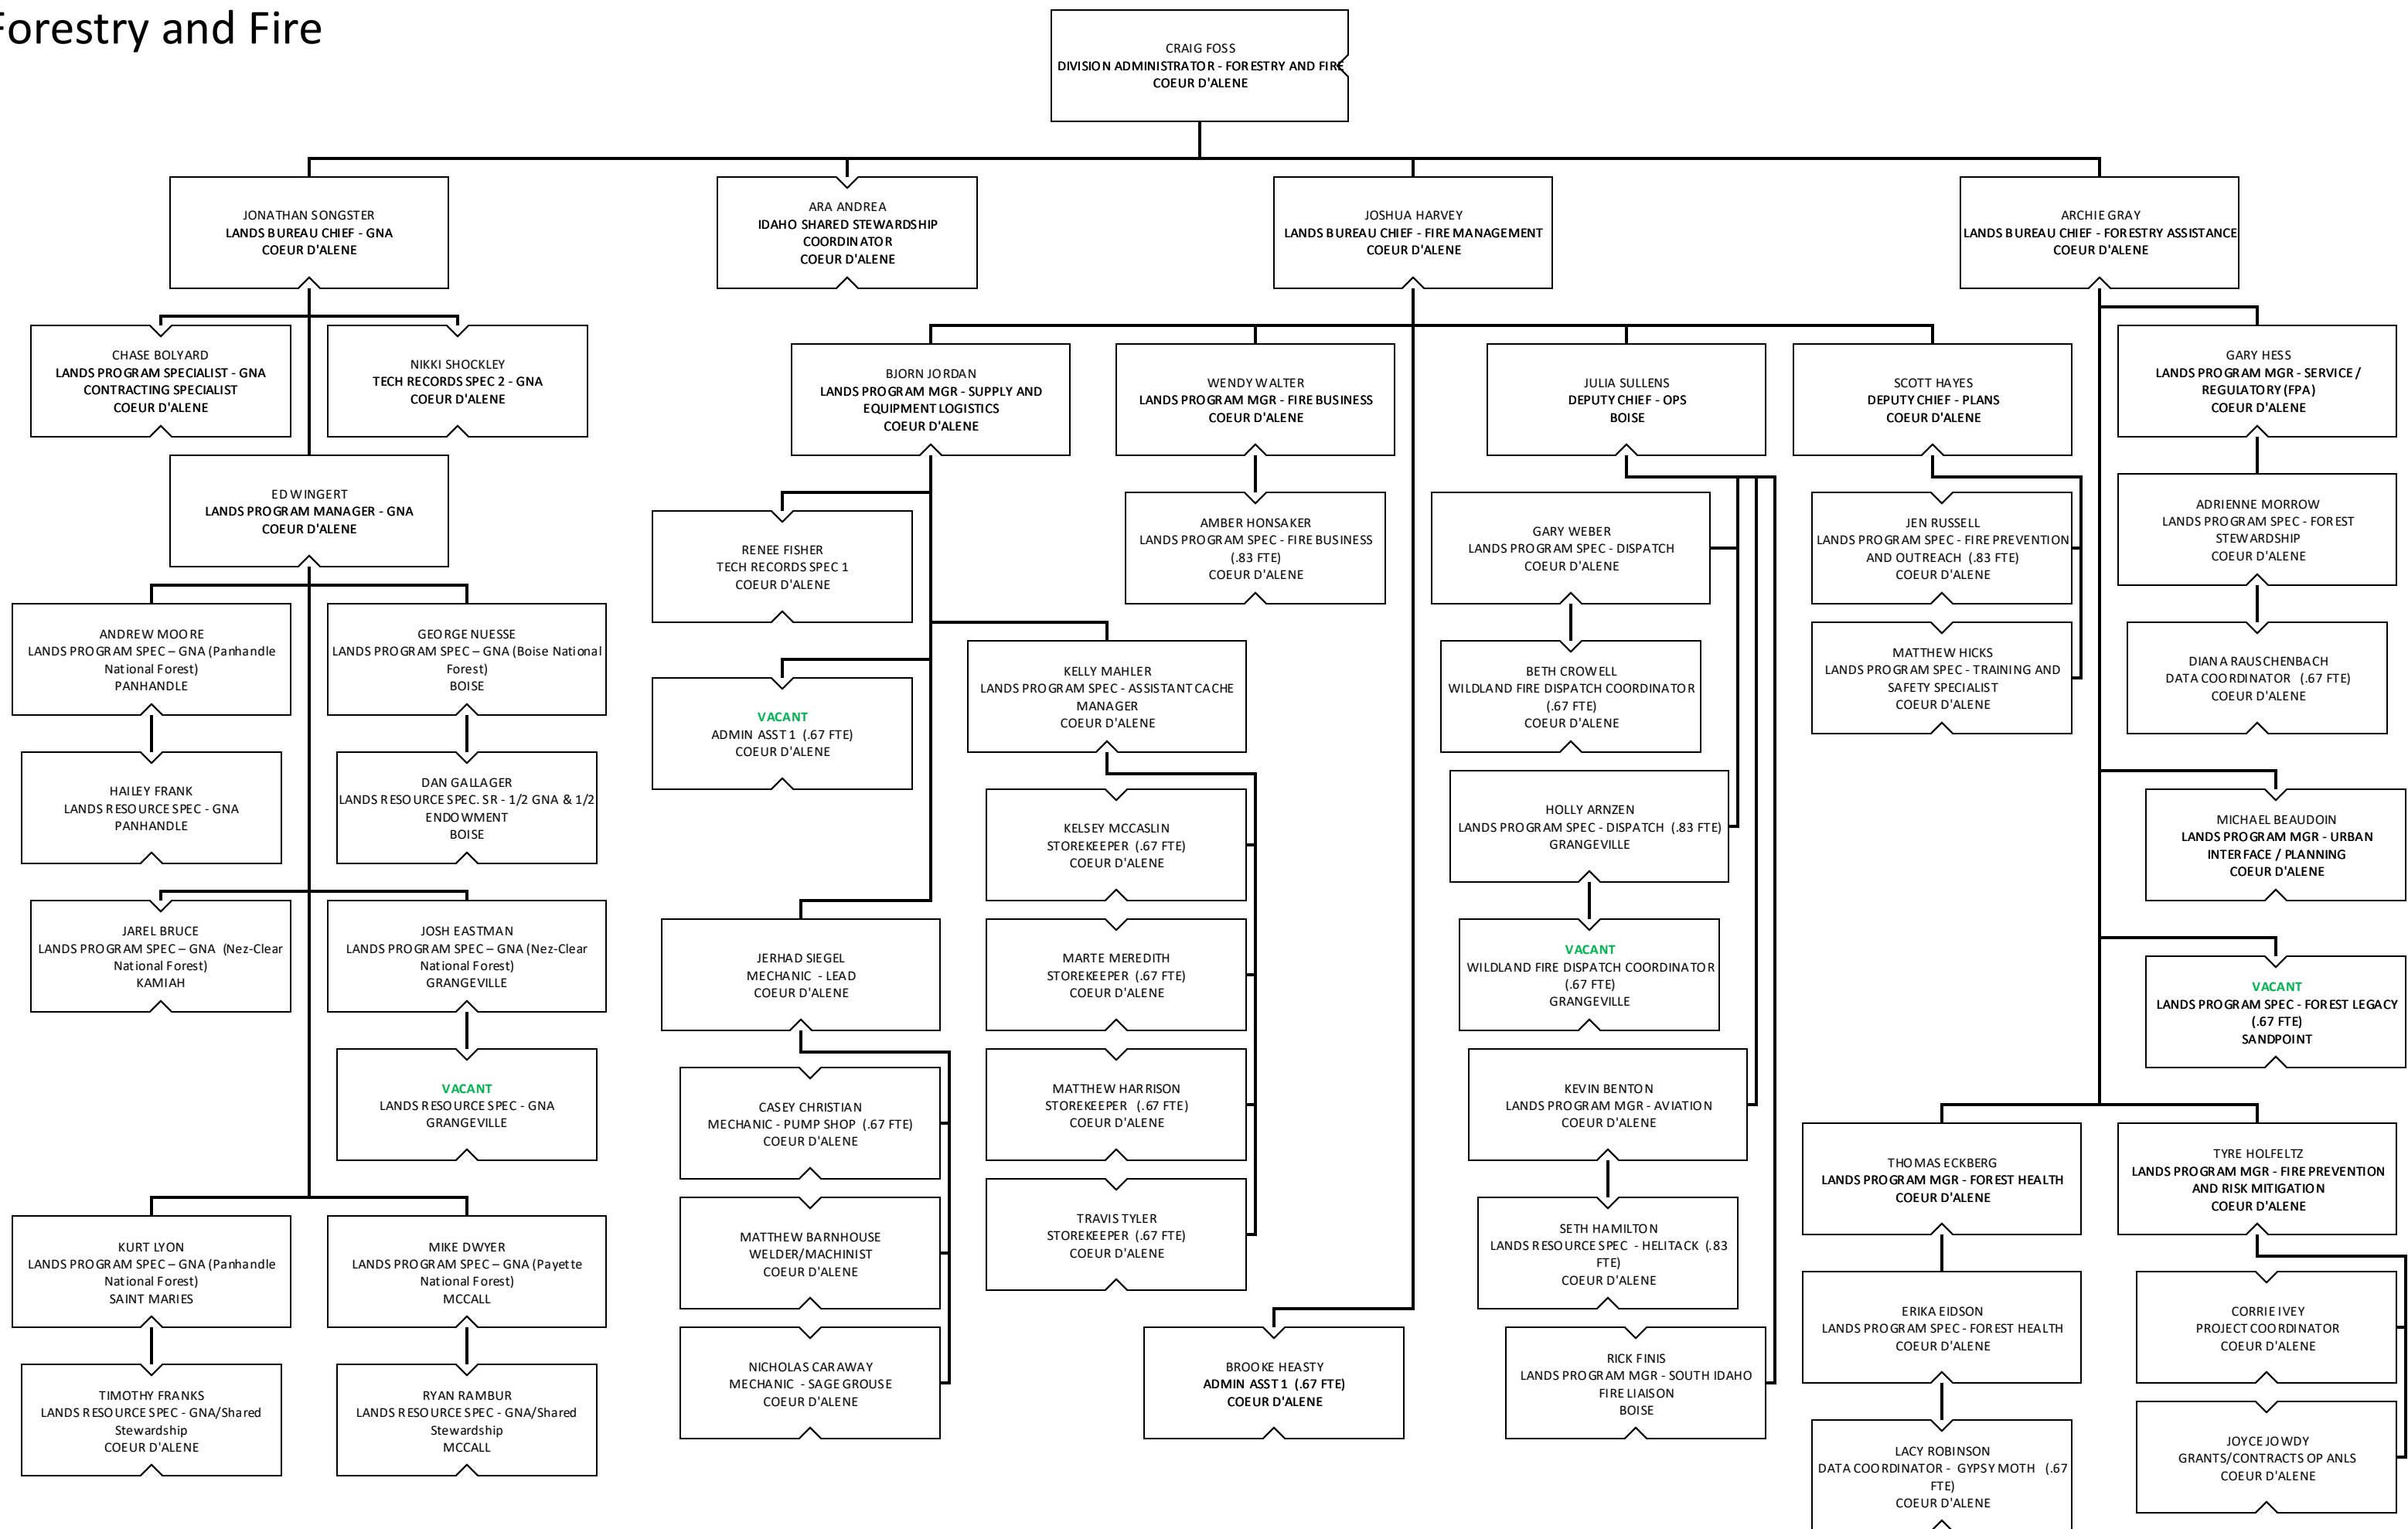 Forestry and Fire
CRAIG FOSS
DIVISION ADMINISTRATOR - FORESTRY AND FIRE
COEUR D'ALENE
JONATHAN SONGSTER
LANDS BUREAU CHIEF - GNA
COEUR D'ALENE
ARA ANDREA
IDAHO SHARED STEWARDSHIP
COORDINATOR
COEUR D'ALENE
JOSHUA HARVEY
LANDS BUREAU CHIEF - FIRE MANAGEMENT
COEUR D'ALENE
ARCHIE GRAY
LANDS BUREAU CHIEF - FORESTRY ASSISTANCE
COEUR D'ALENE
CHASE BOLYARD
LANDS PROGRAM SPECIALIST - GNA
CONTRACTING SPECIALIST
COEUR D'ALENE
NIKKI SHOCKLEY
TECH RECORDS SPEC 2 - GNA
COEUR D'ALENE
ED WINGERT
LANDS PROGRAM MANAGER - GNA
COEUR D'ALENE
ANDREW MOORE
LANDS PROGRAM SPEC – GNA (Panhandle
National Forest)
PANHANDLE
GEORGE NUESSE
LANDS PROGRAM SPEC – GNA (Boise National
Forest)
BOISE
HAILEY FRANK
LANDS RESOURCE SPEC - GNA
PANHANDLE
DAN GALLAGER
LANDS RESOURCE SPEC. SR - 1/2 GNA & 1/2
ENDOWMENT
BOISE
JAREL BRUCE
LANDS PROGRAM SPEC – GNA (Nez-Clear
National Forest)
KAMIAH
JOSH EASTMAN
LANDS PROGRAM SPEC – GNA (Nez-Clear
National Forest)
GRANGEVILLE
VACANT
LANDS RESOURCE SPEC - GNA
GRANGEVILLE
KURT LYON
LANDS PROGRAM SPEC – GNA (Panhandle
National Forest)
SAINT MARIES
MIKE DWYER
LANDS PROGRAM SPEC – GNA (Payette
National Forest)
MCCALL
TIMOTHY FRANKS
LANDS RESOURCE SPEC - GNA/Shared
Stewardship
COEUR D'ALENE
RYAN RAMBUR
LANDS RESOURCE SPEC - GNA/Shared
Stewardship
MCCALL
BJORN JORDAN
LANDS PROGRAM MGR - SUPPLY AND
EQUIPMENT LOGISTICS
COEUR D'ALENE
WENDY WALTER
LANDS PROGRAM MGR - FIRE BUSINESS
COEUR D'ALENE
JULIA SULLENS
DEPUTY CHIEF - OPS
BOISE
SCOTT HAYES
DEPUTY CHIEF - PLANS
COEUR D'ALENE
RENEE FISHER
TECH RECORDS SPEC 1
COEUR D'ALENE
VACANT
ADMIN ASST 1 (.67 FTE)
COEUR D'ALENE
KELLY MAHLER
LANDS PROGRAM SPEC - ASSISTANT CACHE
MANAGER
COEUR D'ALENE
KELSEY MCCASLIN
STOREKEEPER (.67 FTE)
COEUR D'ALENE
MARTE MEREDITH
STOREKEEPER (.67 FTE)
COEUR D'ALENE
MATTHEW HARRISON
STOREKEEPER (.67 FTE)
COEUR D'ALENE
TRAVIS TYLER
STOREKEEPER (.67 FTE)
COEUR D'ALENE
JERHAD SIEGEL
MECHANIC - LEAD
COEUR D'ALENE
CASEY CHRISTIAN
MECHANIC - PUMP SHOP (.67 FTE)
COEUR D'ALENE
MATTHEW BARNHOUSE
WELDER/MACHINIST
COEUR D'ALENE
NICHOLAS CARAWAY
MECHANIC - SAGE GROUSE
COEUR D'ALENE
AMBER HONSAKER
LANDS PROGRAM SPEC - FIRE BUSINESS
(.83 FTE)
COEUR D'ALENE
BROOKE HEASTY
ADMIN ASST 1 (.67 FTE)
COEUR D'ALENE
GARY WEBER
LANDS PROGRAM SPEC - DISPATCH
COEUR D'ALENE
BETH CROWELL
WILDLAND FIRE DISPATCH COORDINATOR
(.67 FTE)
COEUR D'ALENE
HOLLY ARNZEN
LANDS PROGRAM SPEC - DISPATCH (.83 FTE)
GRANGEVILLE
VACANT
WILDLAND FIRE DISPATCH COORDINATOR
(.67 FTE)
GRANGEVILLE
KEVIN BENTON
LANDS PROGRAM MGR - AVIATION
COEUR D'ALENE
SETH HAMILTON
LANDS RESOURCE SPEC - HELITACK (.83
FTE)
COEUR D'ALENE
RICK FINIS
LANDS PROGRAM MGR - SOUTH IDAHO
FIRE LIAISON
BOISE
JEN RUSSELL
LANDS PROGRAM SPEC - FIRE PREVENTION
AND OUTREACH (.83 FTE)
COEUR D'ALENE
MATTHEW HICKS
LANDS PROGRAM SPEC - TRAINING AND
SAFETY SPECIALIST
COEUR D'ALENE
GARY HESS
LANDS PROGRAM MGR - SERVICE /
REGULATORY (FPA)
COEUR D'ALENE
ADRIENNE MORROW
LANDS PROGRAM SPEC - FOREST
STEWARDSHIP
COEUR D'ALENE
DIANA RAUSCHENBACH
DATA COORDINATOR (.67 FTE)
COEUR D'ALENE
MICHAEL BEAUDOIN
LANDS PROGRAM MGR - URBAN
INTERFACE / PLANNING
COEUR D'ALENE
VACANT
LANDS PROGRAM SPEC - FOREST LEGACY
(.67 FTE)
SANDPOINT
THOMAS ECKBERG
LANDS PROGRAM MGR - FOREST HEALTH
COEUR D'ALENE
TYRE HOLFELTZ
LANDS PROGRAM MGR - FIRE PREVENTION
AND RISK MITIGATION
COEUR D'ALENE
ERIKA EIDSON
LANDS PROGRAM SPEC - FOREST HEALTH
COEUR D'ALENE
CORRIE IVEY
PROJECT COORDINATOR
COEUR D'ALENE
LACY ROBINSON
DATA COORDINATOR - GYPSY MOTH (.67
FTE)
COEUR D'ALENE
JOYCE JOWDY
GRANTS/CONTRACTS OP ANLS
COEUR D'ALENE